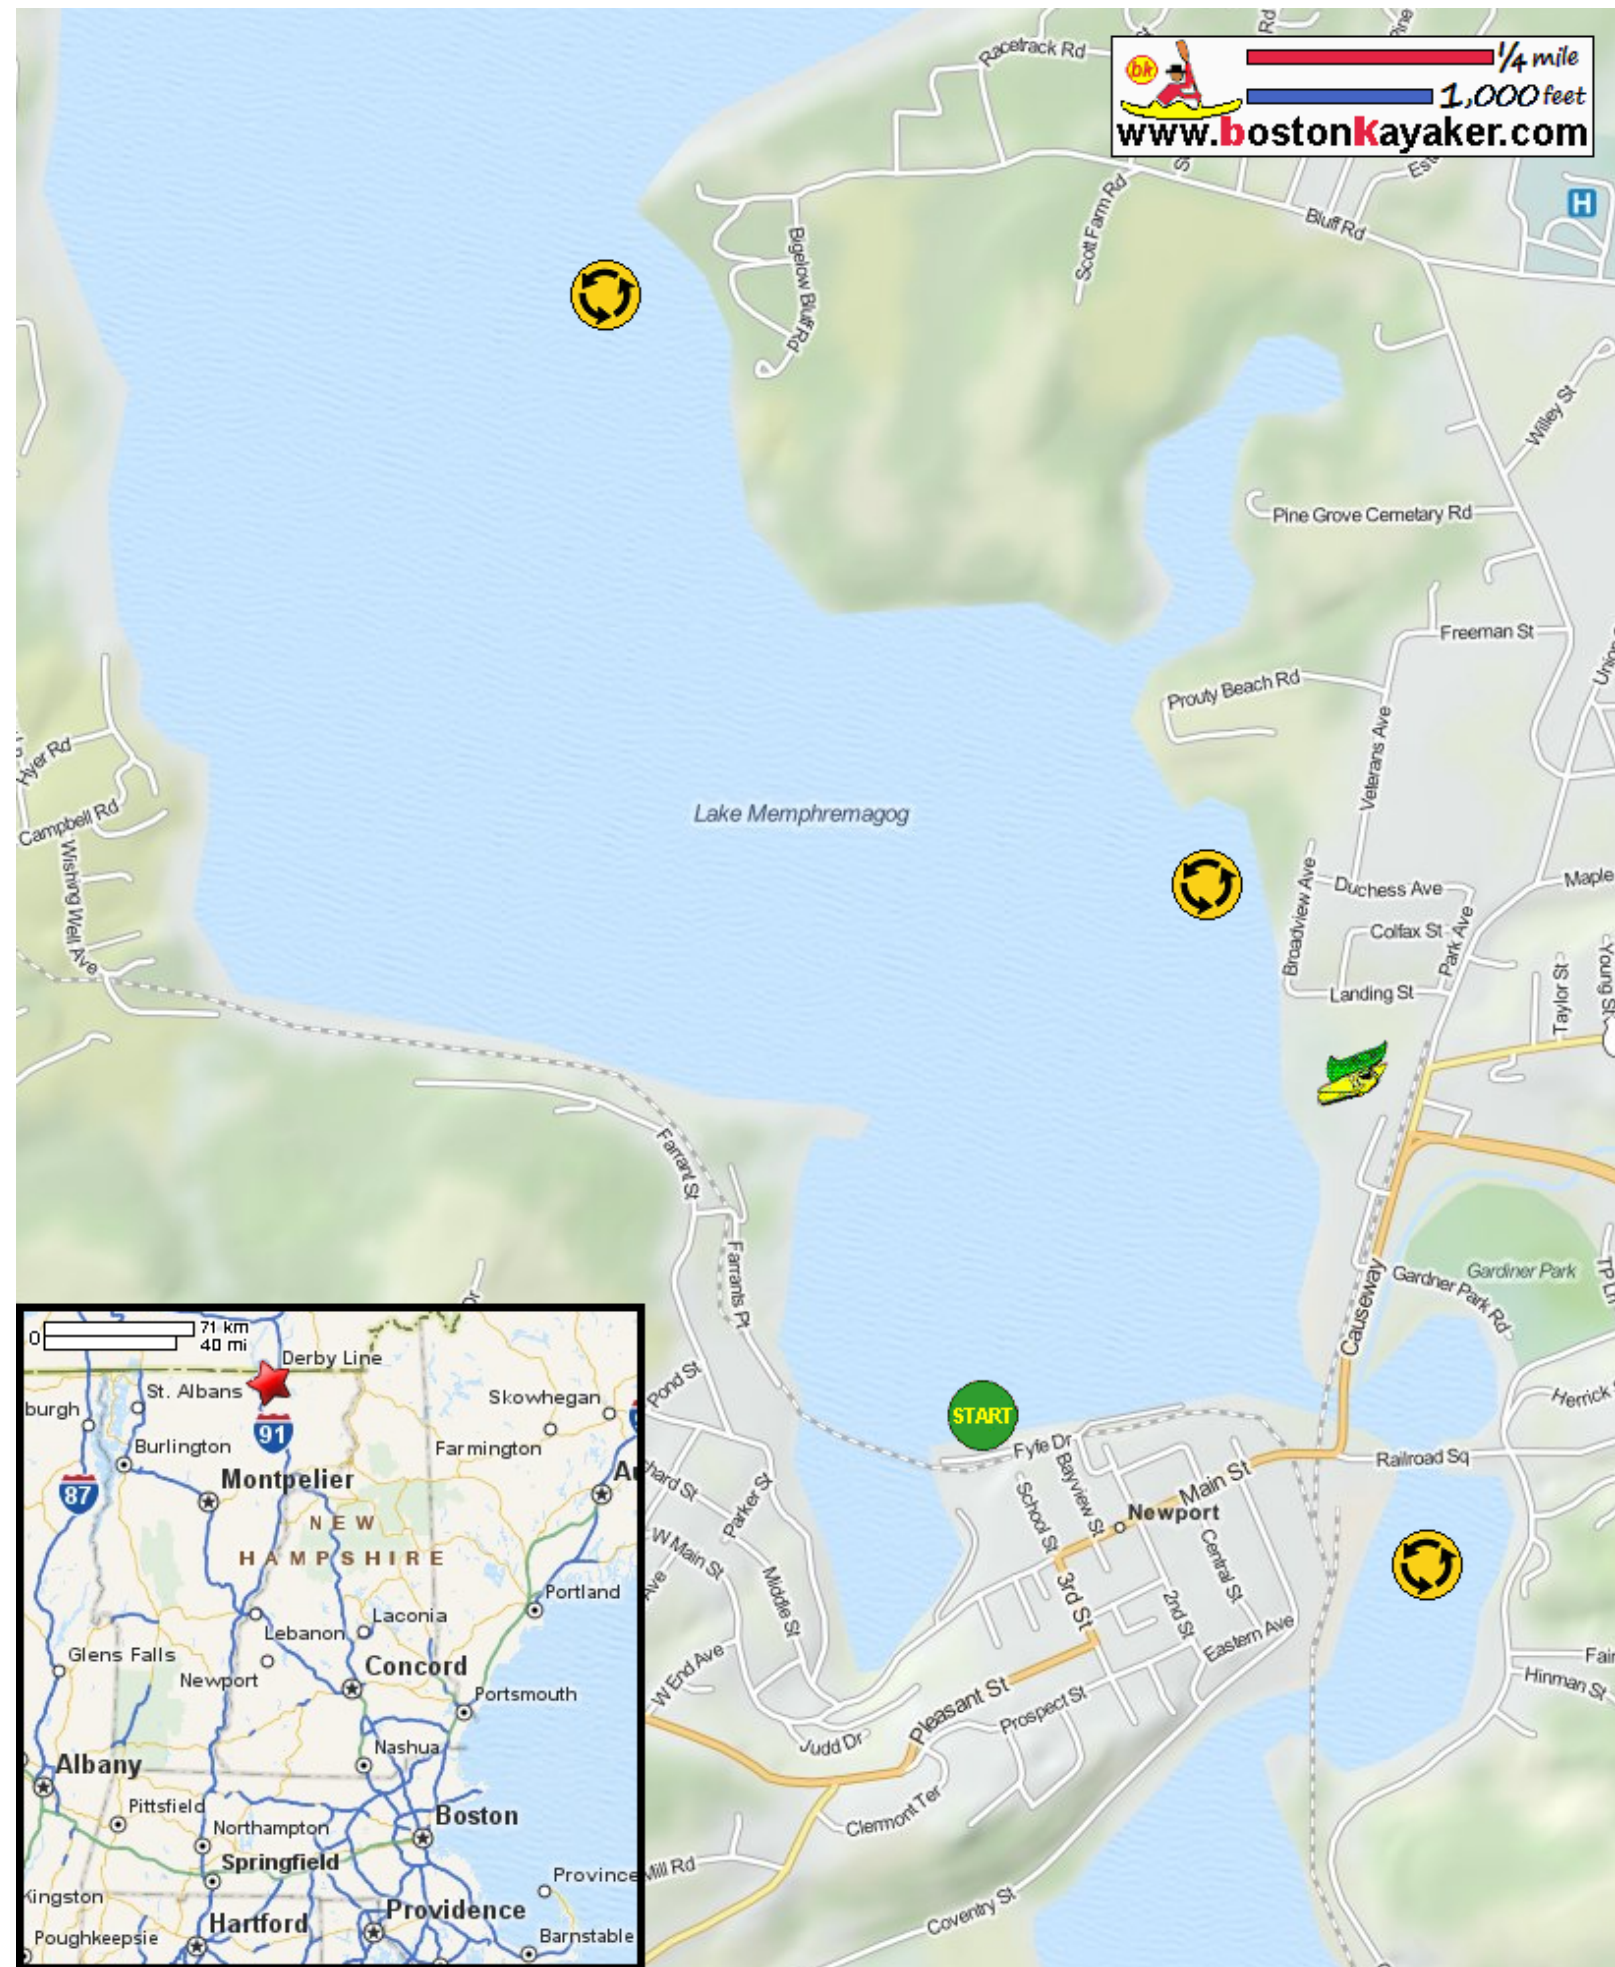 Racetrack Rd
Rd
Pine
bk
1/4 mile
1,000 feet
www.bostonkayaker.com
H
Scott Farm Rd
Bluff Rd
Bigelow Bluff Rd
Willey St
Pine Grove Cemetary Rd
Freeman St
Prouty Beach Rd
Veterans Ave
Hyer Rd
Campbell Rd
Lake Memphremagog
Wishing Well Ave
Broadview Ave
Duchess Ave
Maple
Colfax St
Park Ave
Landing St
Taylor St
Young St
Farrant St
Farrants Pt
Causeway
Gardiner Park
Gardner Park Rd
Dr
Pond St
START
Fyfe Dr
Herrick
Railroad Sq
Main St
Newport
School St
Bayview St
Central St
Parker St
W Main St
Ave
Middle St
3rd St
2nd St
Eastern Ave
W End Ave
Pleasant St
Prospect St
Judd Dr
Clermont Ter
Hinman St
Mill Rd
Coventry St
0
71 km
40 mi
Derby Line
St. Albans
Skowhegan
burgh
91
Burlington
Farmington
Montpelier
87
NEW
HAMPSHIRE
Portland
Laconia
Lebanon
Glens Falls
Newport
Concord
Portsmouth
Nashua
Albany
Pittsfield
Boston
Northampton
Springfield
Province
Kingston
Hartford
Providence
Poughkeepsie
Barnstable